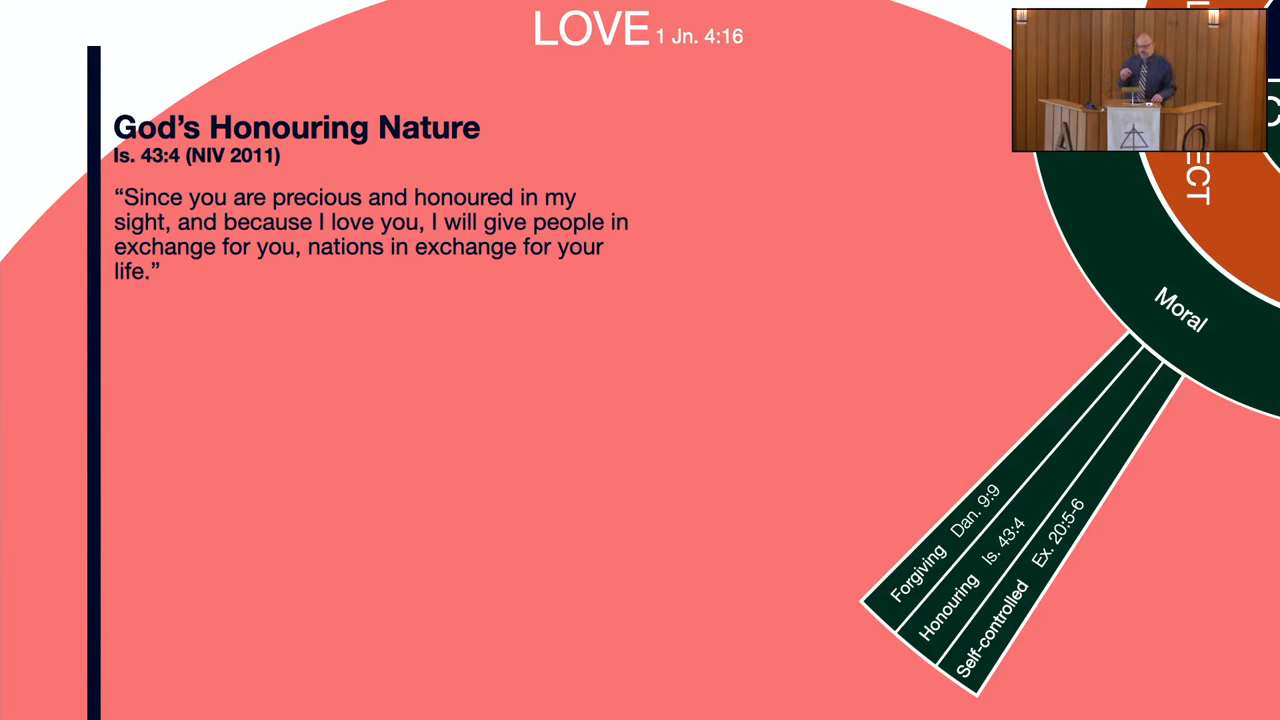 LOVE 1 Jn. 4:16
God’s Honouring Nature
Is. 43:4 (NIV 2011)
“Since you are precious and honoured in my
sight, and because I love you, I will give people in
exchange for you, nations in exchange for your
life.”
ECT
Moral
Forgiving Dan. 9:9
Honouring Is. 43:4
Self-controlled Ex. 20:5-6
A O